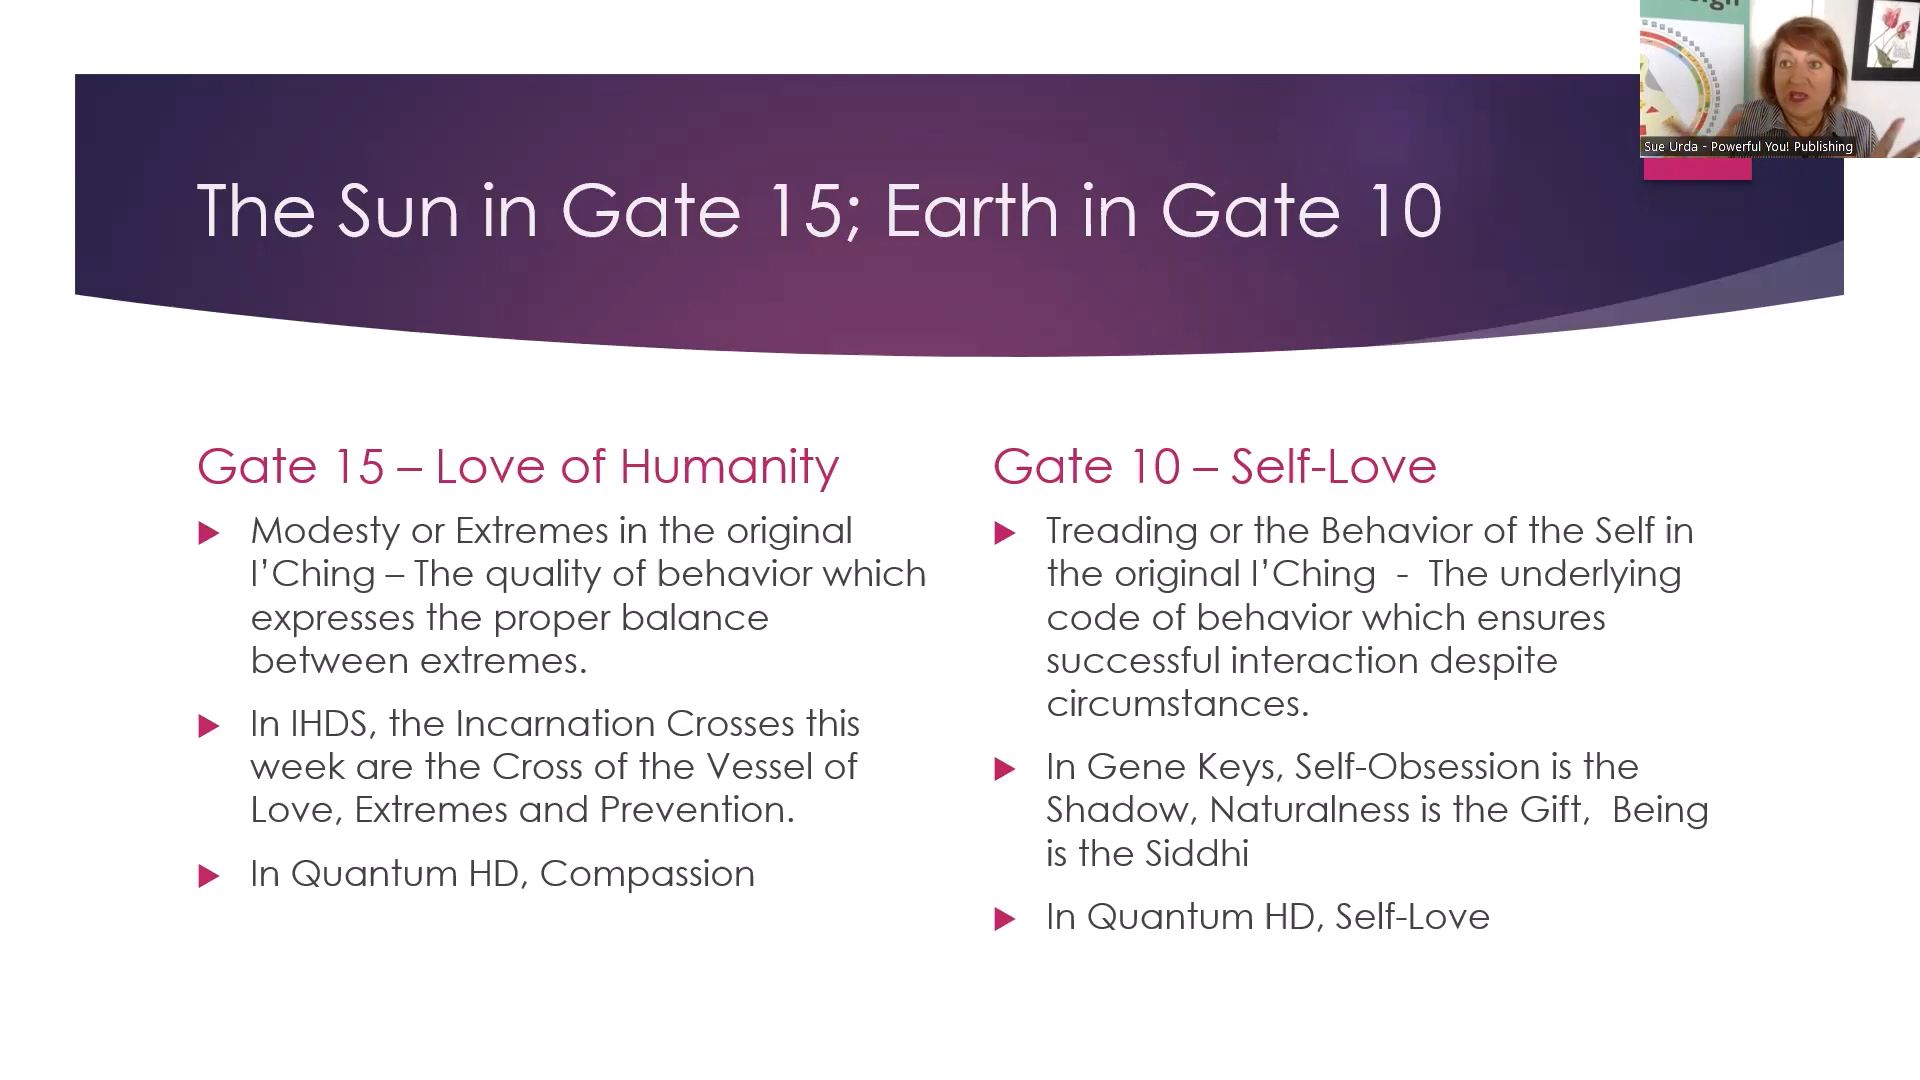 The Sun in Gate 15; Earth in Gate 10
Sue Urda - Powerful You! Publishing
Gate 15 – Love of Humanity
Modesty or Extremes in the original
I’Ching – The quality of behavior which
expresses the proper balance
between extremes.
In IHDS, the Incarnation Crosses this
week are the Cross of the Vessel of
Love, Extremes and Prevention.
In Quantum HD, Compassion
Gate 10 – Self-Love
Treading or the Behavior of the Self in
the original I’Ching - The underlying
code of behavior which ensures
successful interaction despite
circumstances.
In Gene Keys, Self-Obsession is the
Shadow, Naturalness is the Gift, Being
is the Siddhi
In Quantum HD, Self-Love